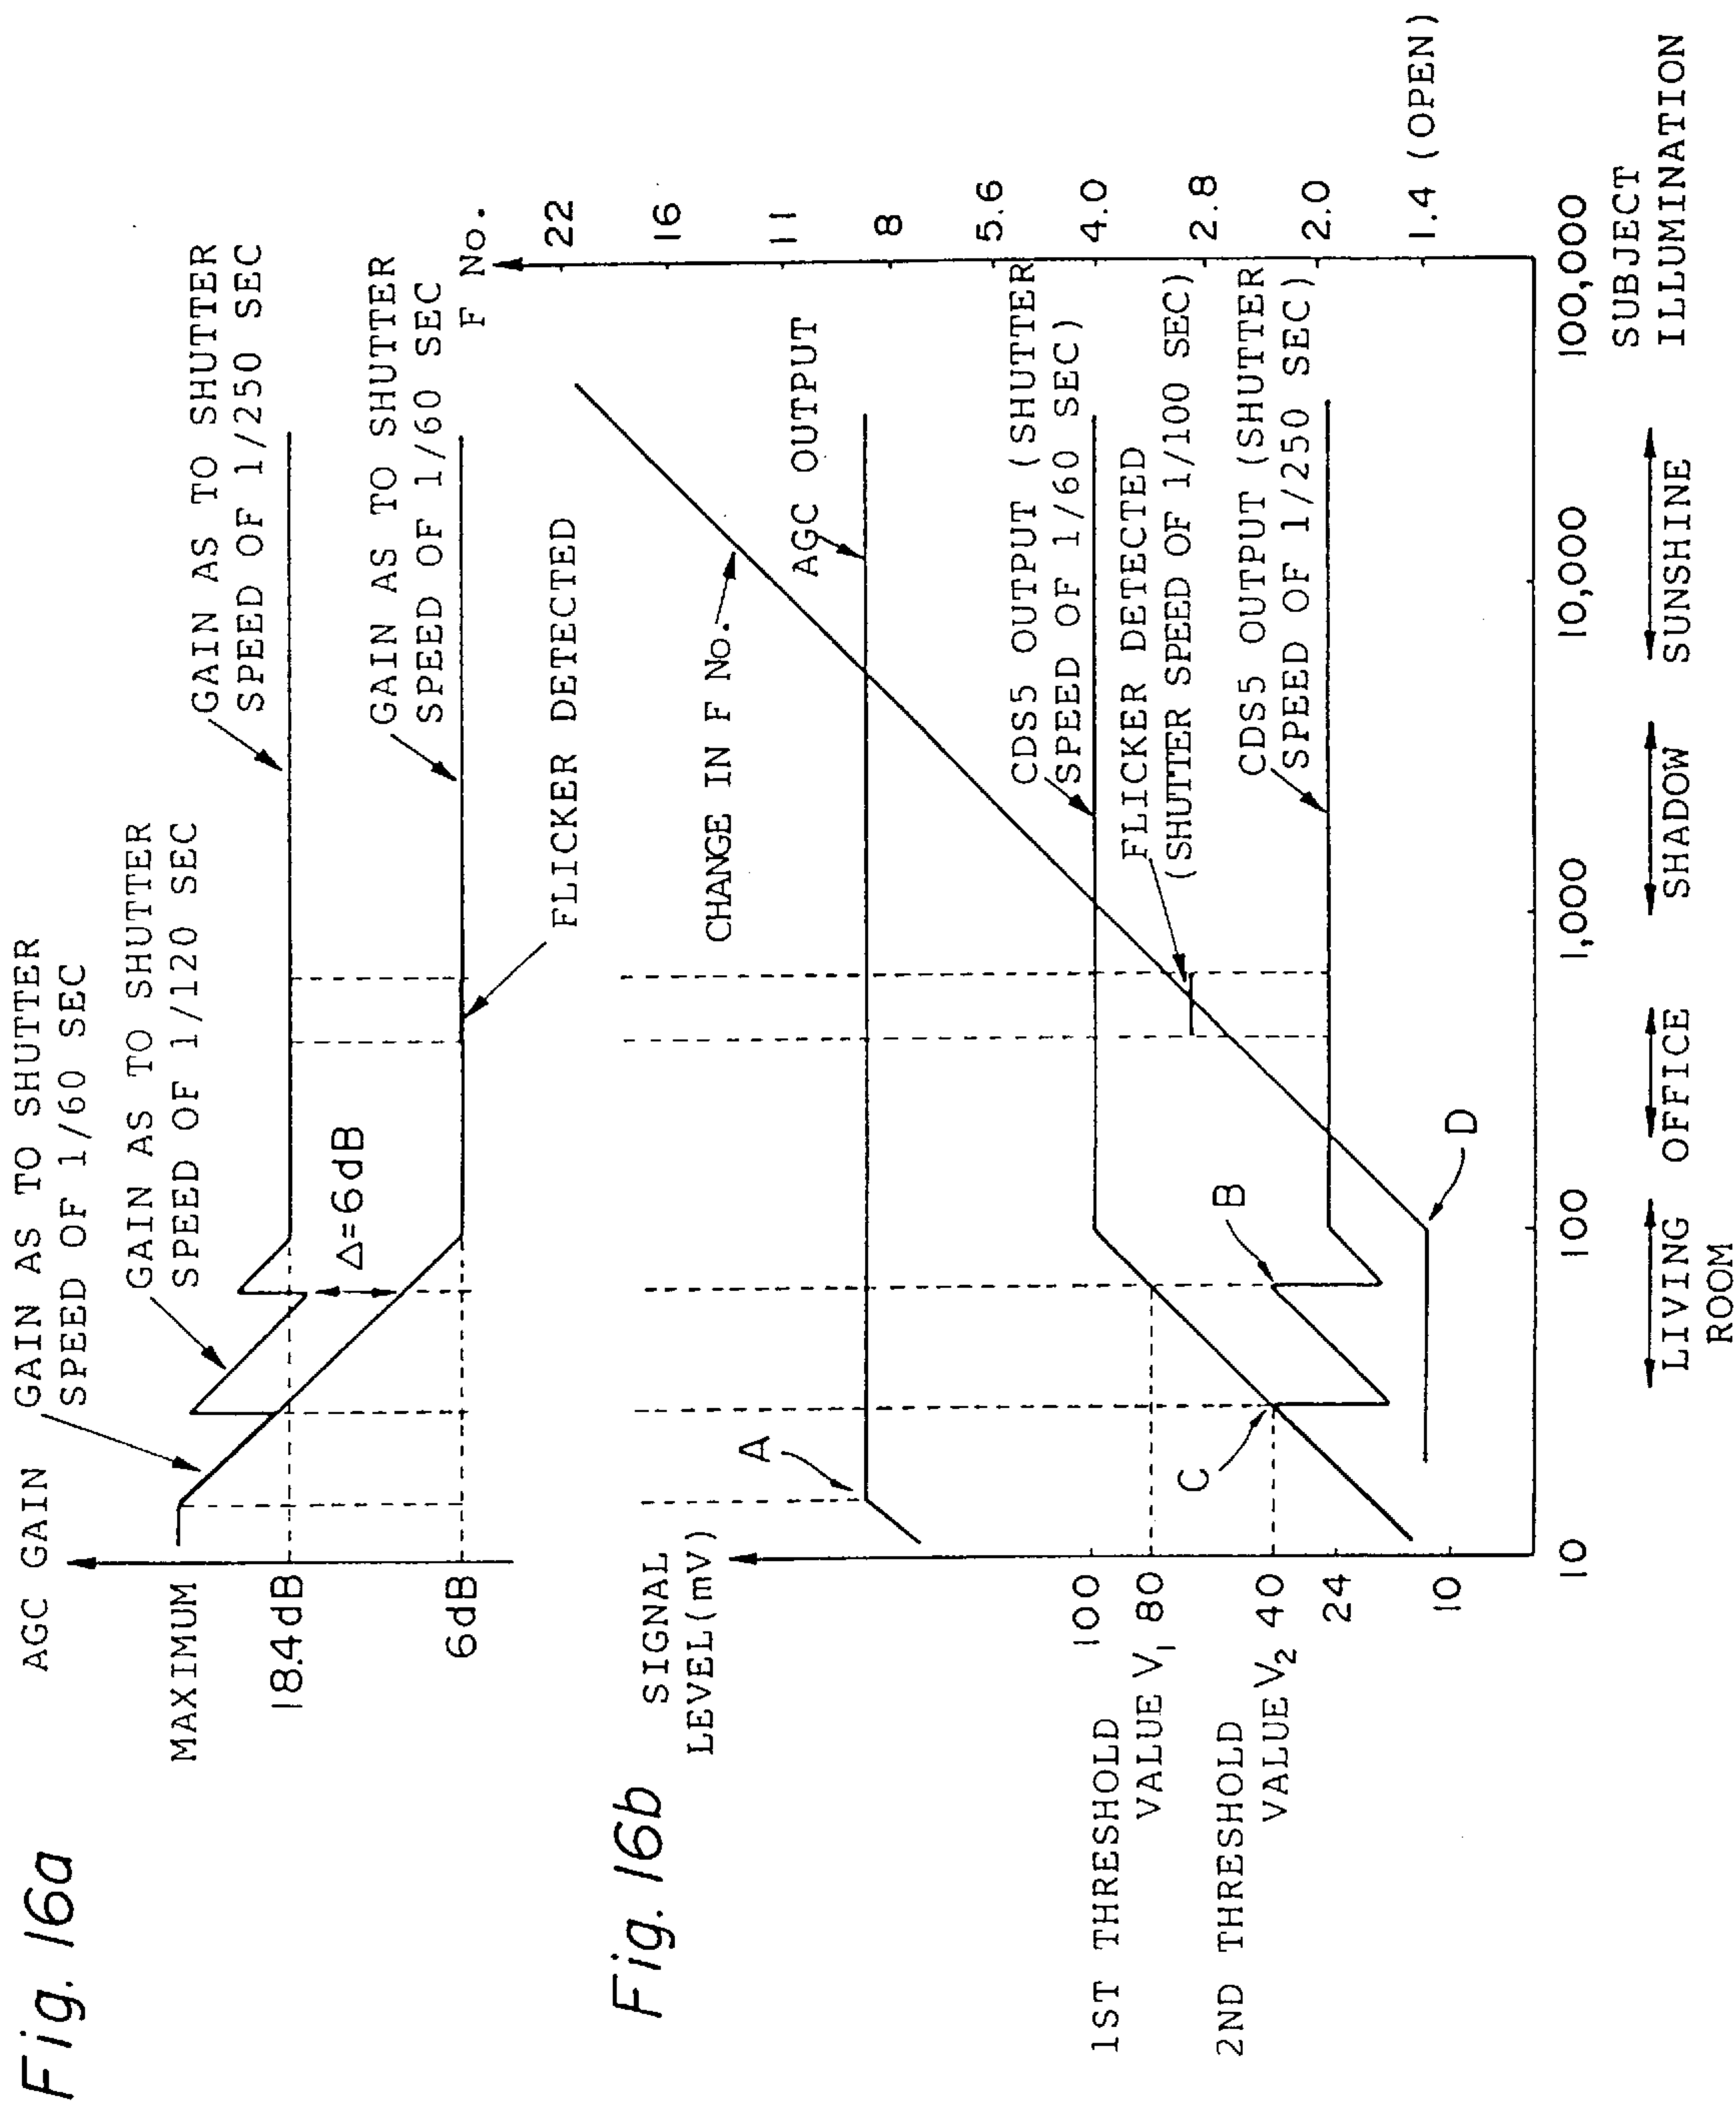 Fig. 16a
AGC GAIN
MAXIMUM
18.4dB
6dB
GAIN AS TO SHUTTER
SPEED OF 1/60 SEC
GAIN AS TO SHUTTER
SPEED OF 1/120 SEC
GAIN AS TO SHUTTER
SPEED OF 1/250 SEC
GAIN AS TO SHUTTER
SPEED OF 1/60 SEC
Δ=6dB
FLICKER DETECTED
Fig. 16b
SIGNAL
LEVEL(mV)
F No.
22
16
11
8
5.6
4.0
2.8
2.0
1.4 (OPEN)
A
CHANGE IN F No.
AGC OUTPUT
CDS5 OUTPUT (SHUTTER
SPEED OF 1/60 SEC)
FLICKER DETECTED
(SHUTTER SPEED OF 1/100 SEC)
CDS5 OUTPUT (SHUTTER
SPEED OF 1/250 SEC)
B
C
D
100
1ST THRESHOLD
VALUE V1 80
2ND THRESHOLD
VALUE V2 40
24
10
10
100
1,000
10,000
100,000
SUBJECT
ILLUMINATION
LIVING
ROOM
OFFICE
SHADOW
SUNSHINE